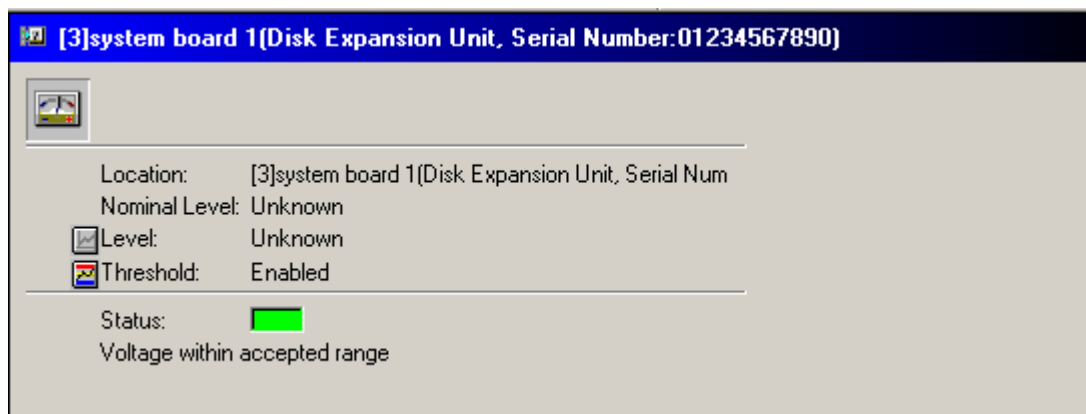 [3]system board 1(Disk Expansion Unit, Serial Number:01234567890)
Location: [3]system board 1(Disk Expansion Unit, Serial Num
Nominal Level: Unknown
Level: Unknown
Threshold: Enabled
Status:
Voltage within accepted range